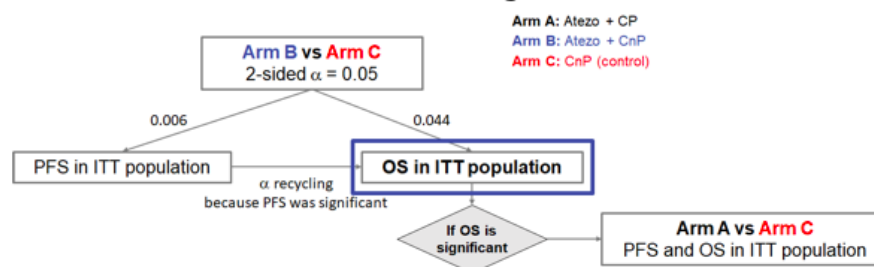 Arm A: Atezo + CP
Arm B: Atezo + CnP
Arm C: CnP (control)
Arm B vs Arm C
2-sided α = 0.05
0.006
0.044
PFS in ITT population
OS in ITT population
α recycling
because PFS was significant
If OS is
significant
Arm A vs Arm C
PFS and OS in ITT population